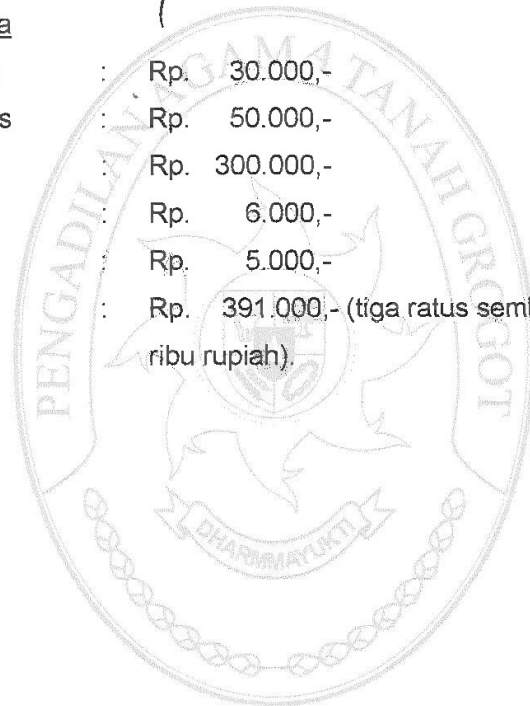 a (
: Rp. 30.000,-
s : Rp. 50.000,-
: Rp. 300.000,-
: Rp. 6.000,-
: Rp. 5.000,-
: Rp. 391.000,- (tiga ratus sem
ribu rupiah).
PENGADILAN AGAMA TANAH GROGOT
DHARMMAYUKTI